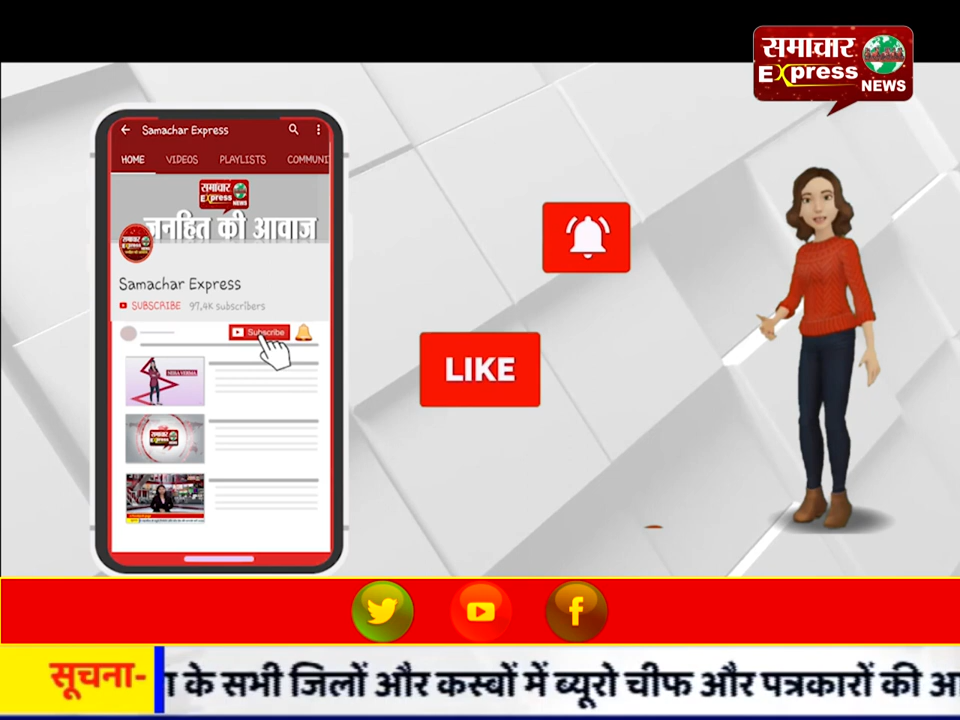 समाचार
Express
NEWS
Samachar Express
HOME VIDEOS PLAYLISTS COMMUNI
समाचार
Express
NEWS
जनहित की आवाज
Samachar Express
SUBSCRIBE 97.4K subscribers
Subscribe
LIKE
सूचना- के सभी जिलों और कस्बों में ब्यूरो चीफ और पत्रकारों की